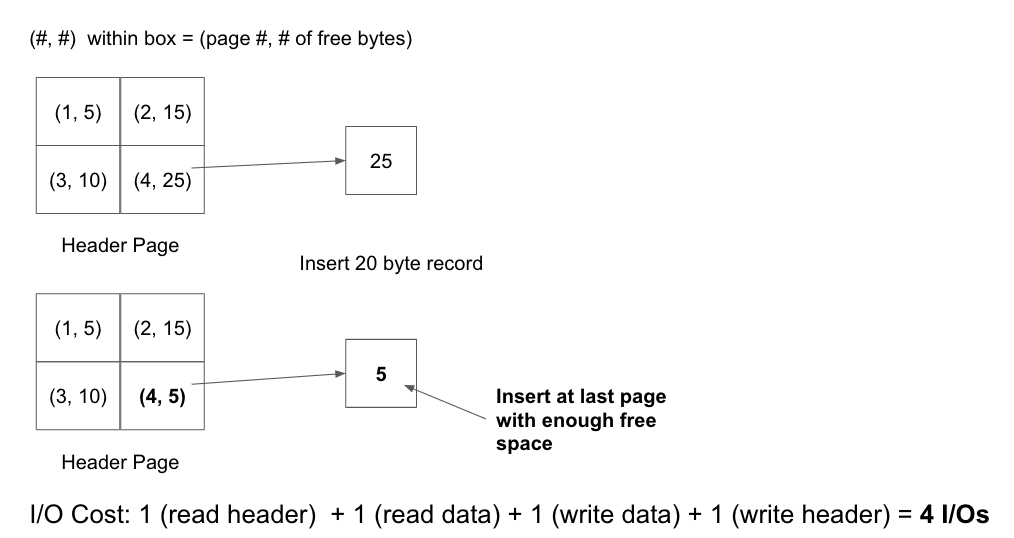 (#, #) within box = (page #, # of free bytes)
(1, 5) (2, 15)
(3, 10) (4, 25)
25
Header Page
Insert 20 byte record
(1, 5) (2, 15)
(3, 10) (4, 5)
5
Insert at last page
with enough free
space
Header Page
I/O Cost: 1 (read header) + 1 (read data) + 1 (write data) + 1 (write header) = 4 I/Os